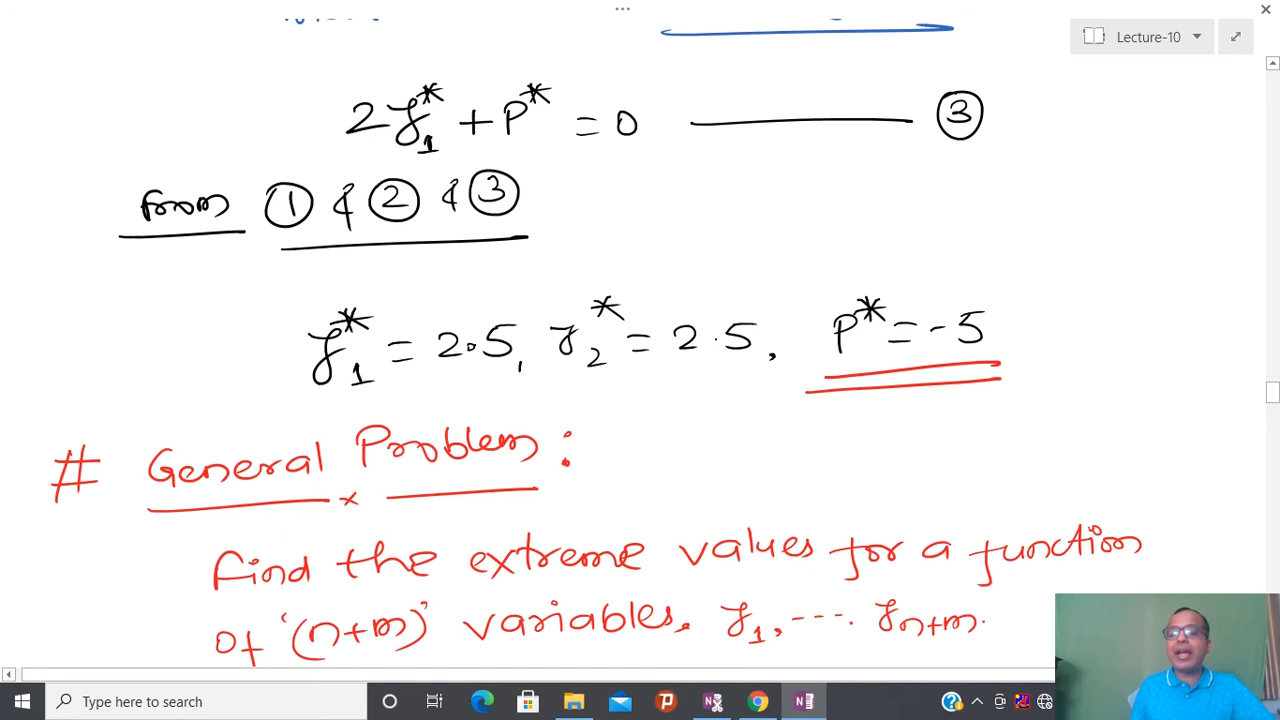 Lecture-10
2y₁* + p* = 0 ——— ③
from ① & ② & ③
y₁* = 2.5, y₂* = 2.5, p* = -5
# General Problem:
Find the extreme values for a function
of '(n+m)' variables, y₁, ---- yₙ₊ₘ.
Type here to search